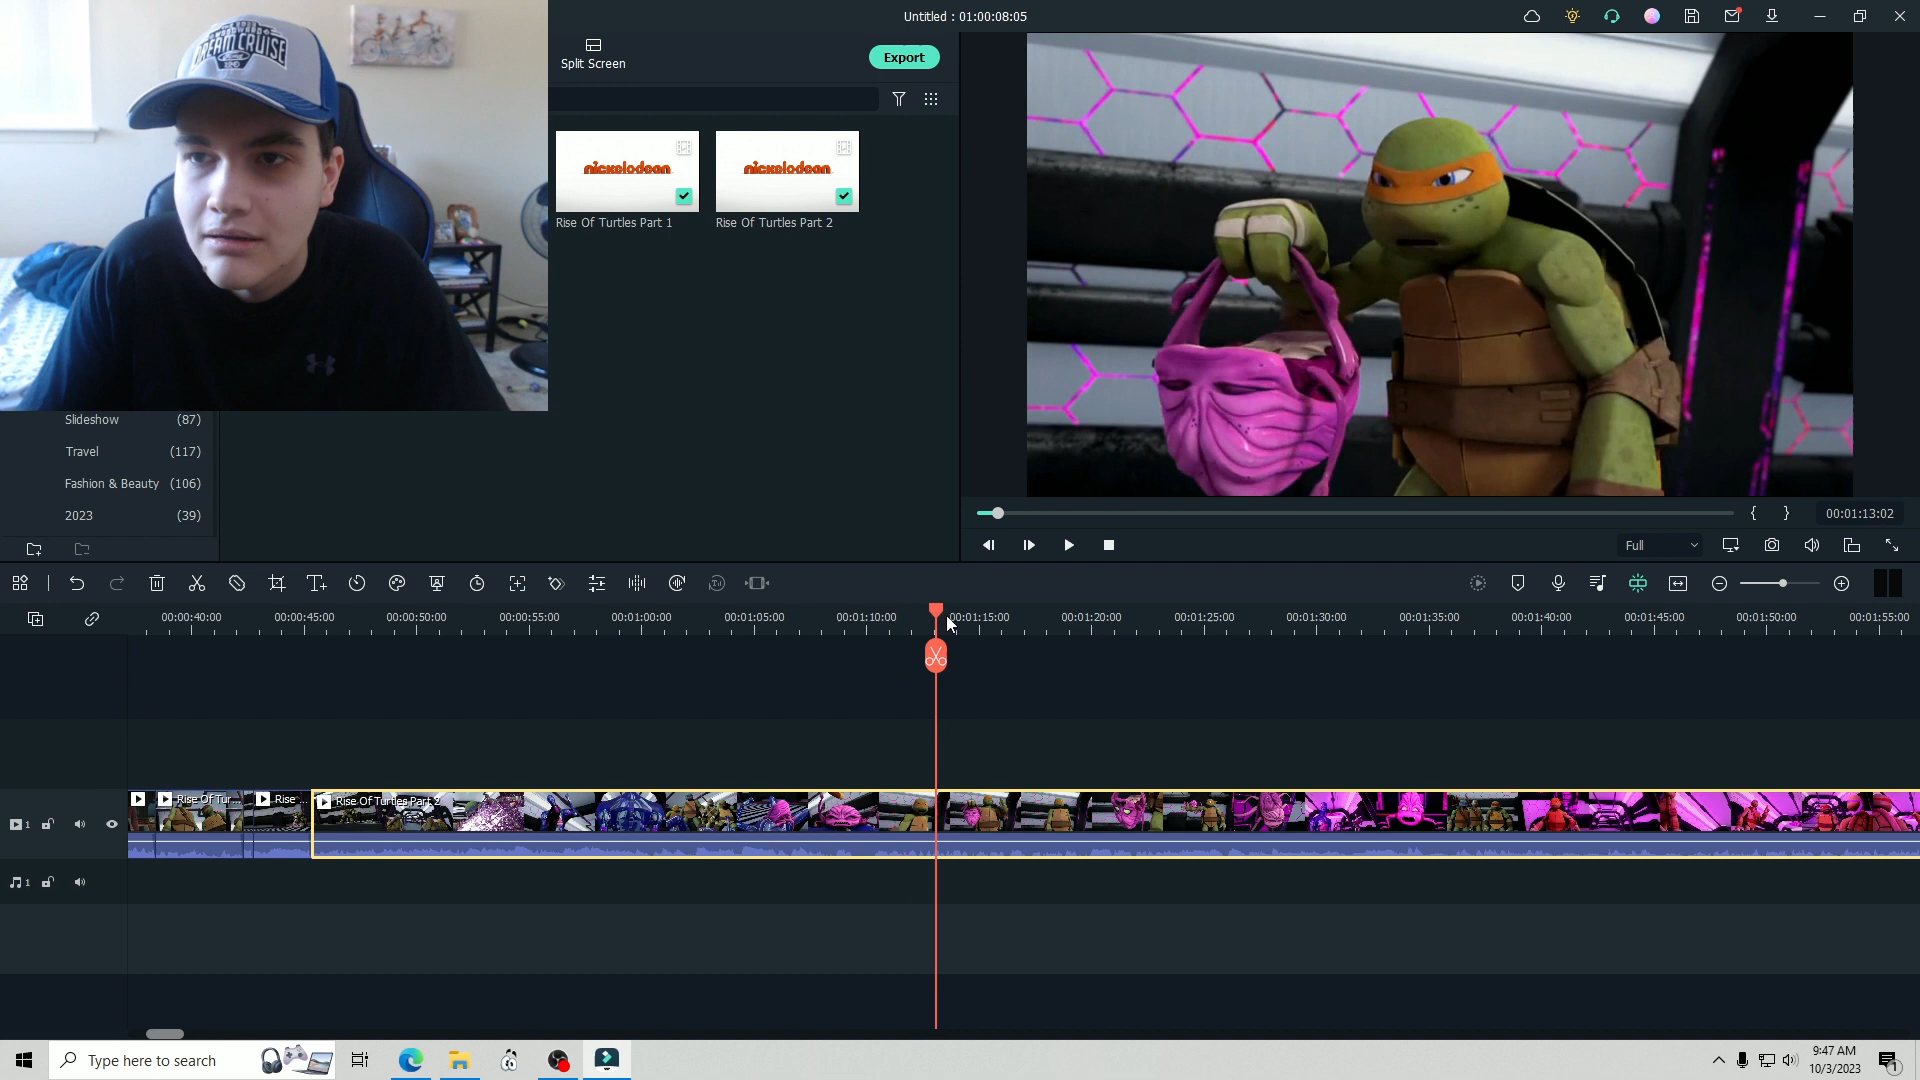 Untitled : 01:00:08:05
WOODWARD
DREAM CRUISE
Split Screen
Export
nickelodeon
nickelodeon
Rise Of Turtles Part 1
Rise Of Turtles Part 2
Slideshow (87)
Travel (117)
Fashion & Beauty (106)
2023 (39)
{ } 00:01:13:02
Full
00:00:40:00 00:00:45:00 00:00:50:00 00:00:55:00 00:01:00:00 00:01:05:00 00:01:10:00 00:01:15:00 00:01:20:00 00:01:25:00 00:01:30:00 00:01:35:00 00:01:40:00 00:01:45:00 00:01:50:00 00:01:55:00
Rise Of Tur... Rise ... Rise Of Turtles Part 2
1
1
Type here to search
9:47 AM
10/3/2023
1